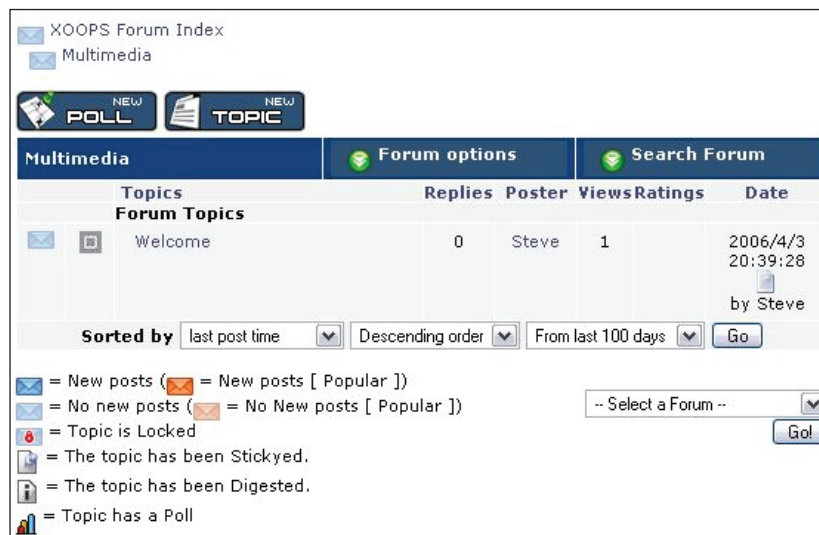 XOOPS Forum Index
Multimedia
NEW POLL NEW TOPIC
Multimedia Forum options Search Forum
Topics Replies Poster Views Ratings Date
Forum Topics
Welcome 0 Steve 1 2006/4/3
20:39:28
by Steve
Sorted by last post time Descending order From last 100 days Go
= New posts ( = New posts [ Popular ])
= No new posts ( = No New posts [ Popular ])
-- Select a Forum --
= Topic is Locked
Go!
= The topic has been Stickyed.
= The topic has been Digested.
= Topic has a Poll